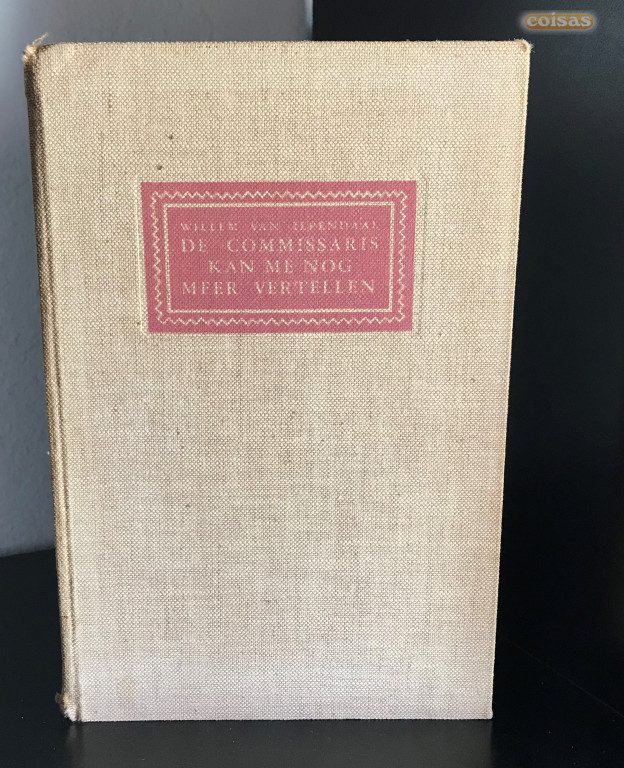 coisas
WILLEM VAN IEPENDAAL
DE COMMISSARIS
KAN ME NOG
MEER VERTELLEN